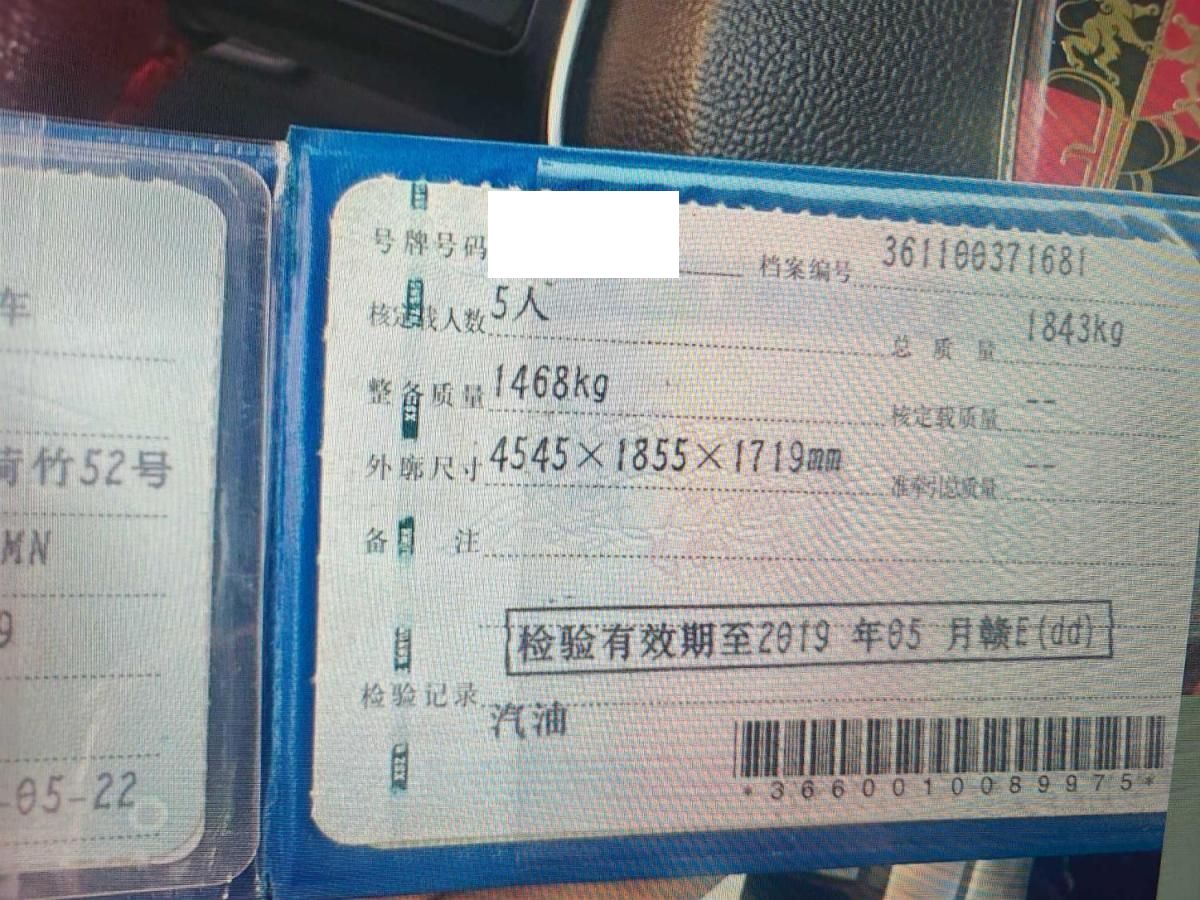 车
荷竹52号
MN
9
-05-22
号牌号码 档案编号 361100371681
核定载人数 5人 总质量 1843kg
整备质量 1468kg 核定载质量 --
外廓尺寸 4545×1855×1719mm 准牵引总质量 --
备注
检验有效期至2019 年05 月赣E(dd)
检验记录
汽油
*3660010089975*